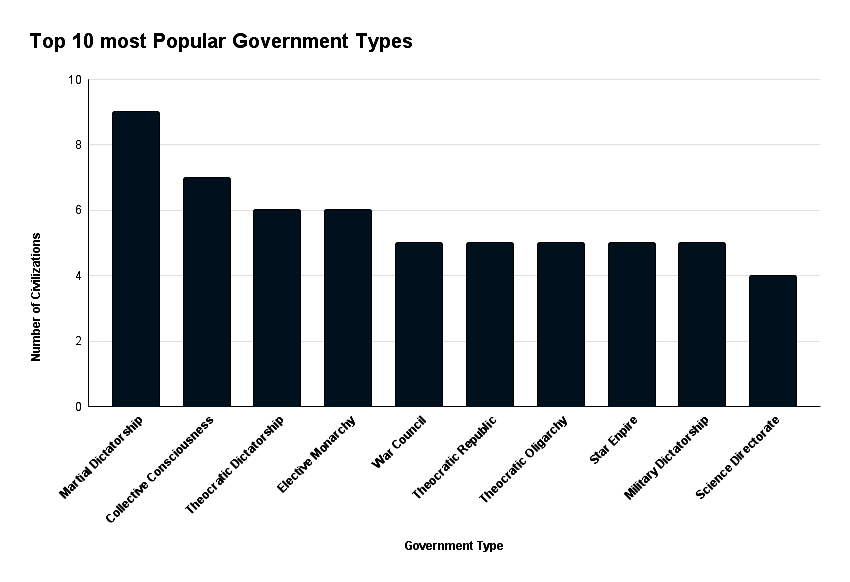 Top 10 most Popular Government Types
Number of Civilizations
10
8
6
4
2
0
Martial Dictatorship
Collective Consciousness
Theocratic Dictatorship
Elective Monarchy
War Council
Theocratic Republic
Theocratic Oligarchy
Star Enpire
Military Dictatorship
Science Directorate
Government Type